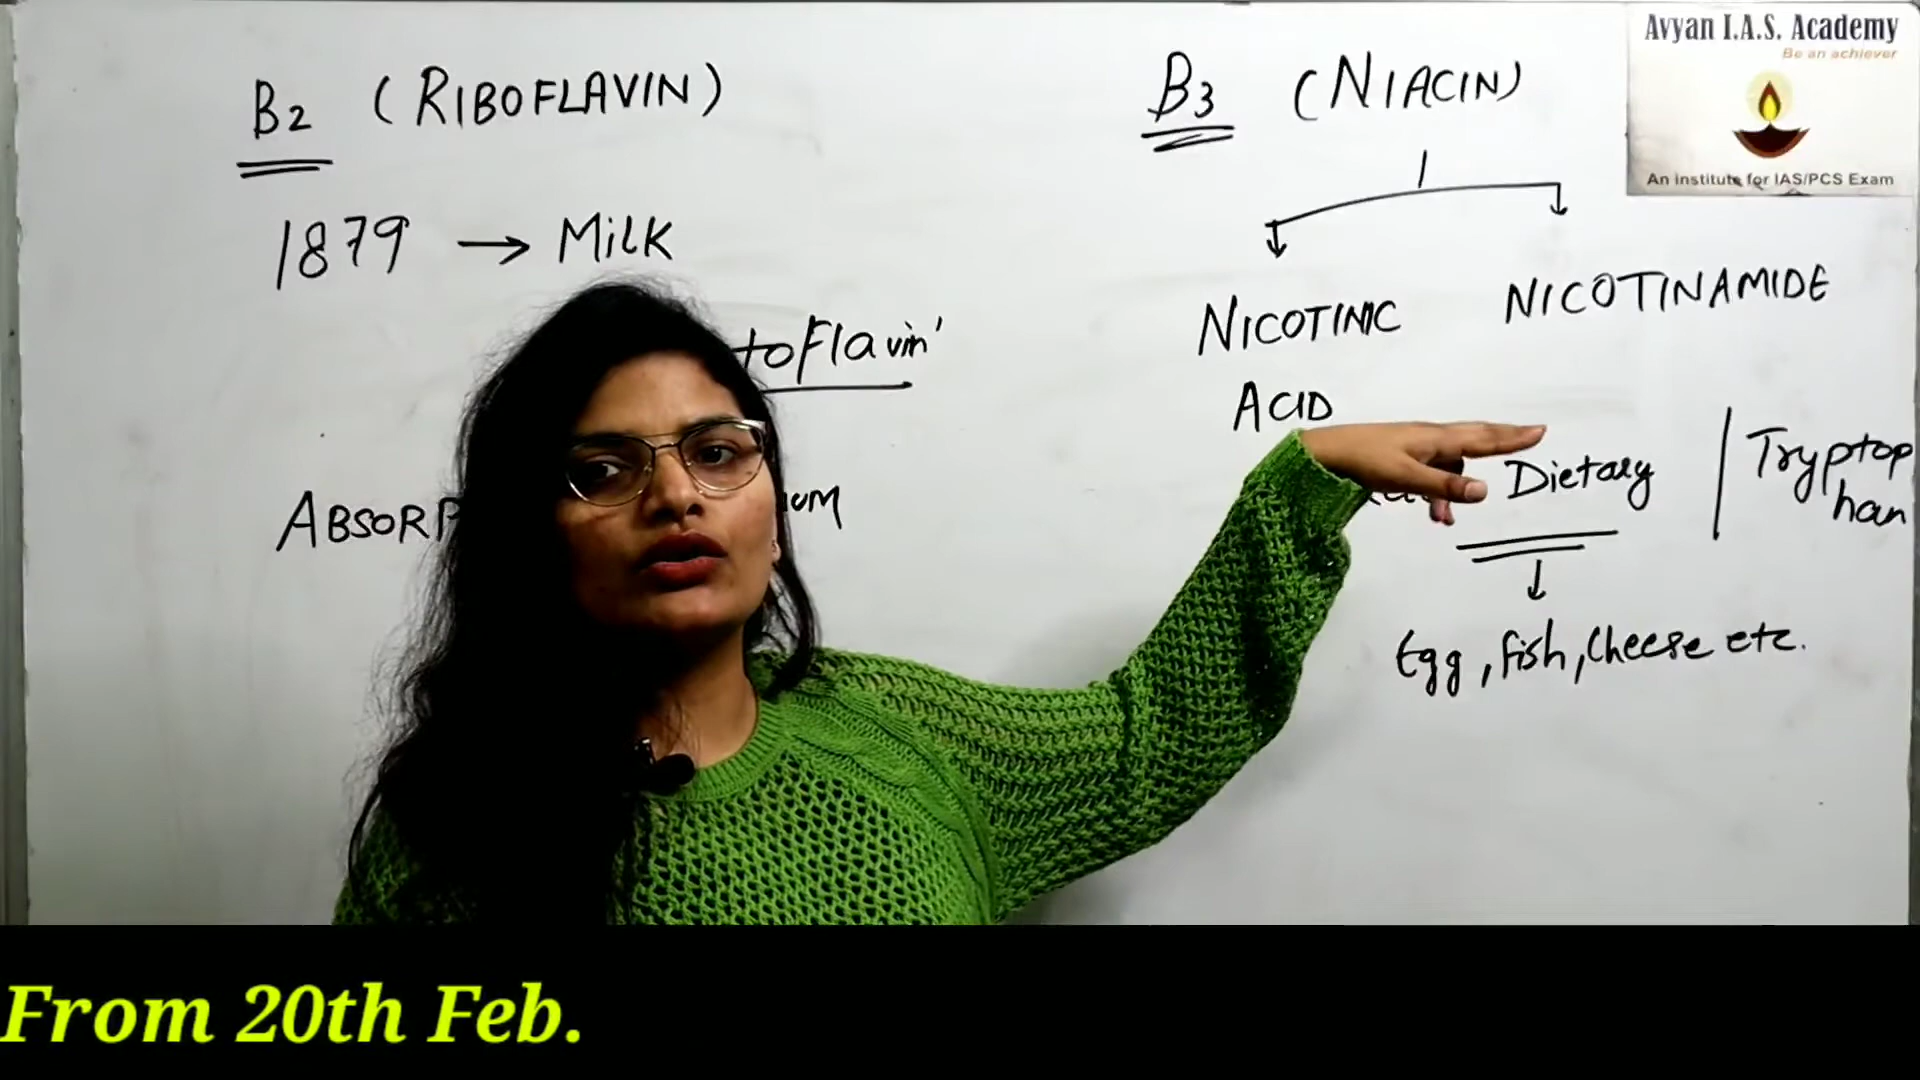 B2 (RIBOFLAVIN)
1879 → MilK
toFlavin'
ABSORP
um
B3 (NIACIN)
NICOTINIC
ACID
NICOTINAMIDE
Dietary
Tryptop
han
Egg, Fish, Cheese etc.
Avyan I.A.S. Academy
Be an achiever
An institute for IAS/PCS Exam
From 20th Feb.